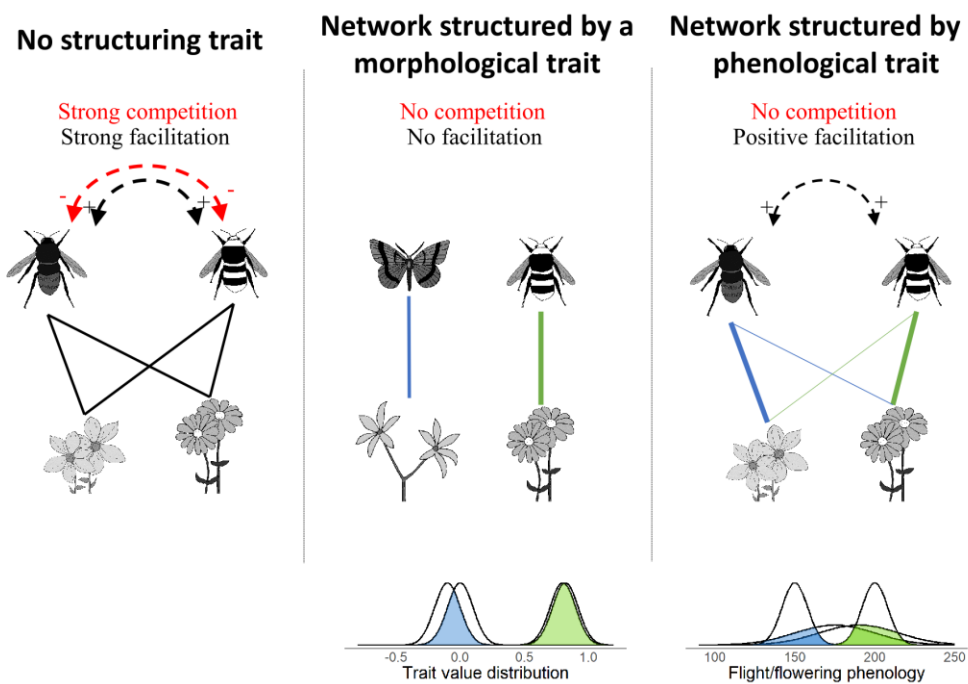 No structuring trait
Strong competition
Strong facilitation
-
-
+
+
Network structured by a
morphological trait
No competition
No facilitation
-0.5
0.0
0.5
1.0
Trait value distribution
Network structured by
phenological trait
No competition
Positive facilitation
+
+
100
150
200
250
Flight/flowering phenology